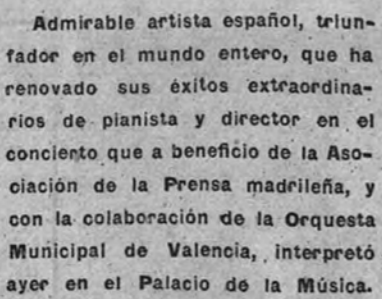 Admirable artista español, triun-
fador en el mundo entero, que ha
renovado sus éxitos extraordina-
rios de pianista y director en el
concierto que a beneficio de la Aso-
ciación de la Prensa madrileña, y
con la colaboración de la Orquesta
Municipal de Valencia, interpretó
ayer en el Palacio de la Música.